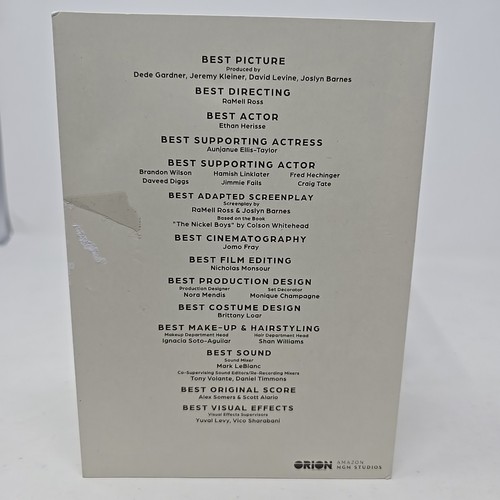 BEST PICTURE
Produced by
Dede Gardner, Jeremy Kleiner, David Levine, Joslyn Barnes
BEST DIRECTING
RaMell Ross
BEST ACTOR
Ethan Herisse
BEST SUPPORTING ACTRESS
Aunjanue Ellis-Taylor
BEST SUPPORTING ACTOR
Brandon Wilson Hamish Linklater Fred Hechinger
Daveed Diggs Jimmie Fails Craig Tate
BEST ADAPTED SCREENPLAY
Screenplay by
RaMell Ross & Joslyn Barnes
Based on the Book
"The Nickel Boys" by Colson Whitehead
BEST CINEMATOGRAPHY
Jomo Fray
BEST FILM EDITING
Nicholas Monsour
BEST PRODUCTION DESIGN
Production Designer Set Decorator
Nora Mendis Monique Champagne
BEST COSTUME DESIGN
Brittany Loar
BEST MAKE-UP & HAIRSTYLING
Makeup Department Head Hair Department Head
Ignacia Soto-Aguilar Shan Williams
BEST SOUND
Sound Mixer
Mark LeBlanc
Co-Supervising Sound Editors/Re-Recording Mixers
Tony Volante, Daniel Timmons
BEST ORIGINAL SCORE
Alex Somers & Scott Alario
BEST VISUAL EFFECTS
Visual Effects Supervisors
Yuval Levy, Vico Sharabani
ORION AMAZON
MGM STUDIOS